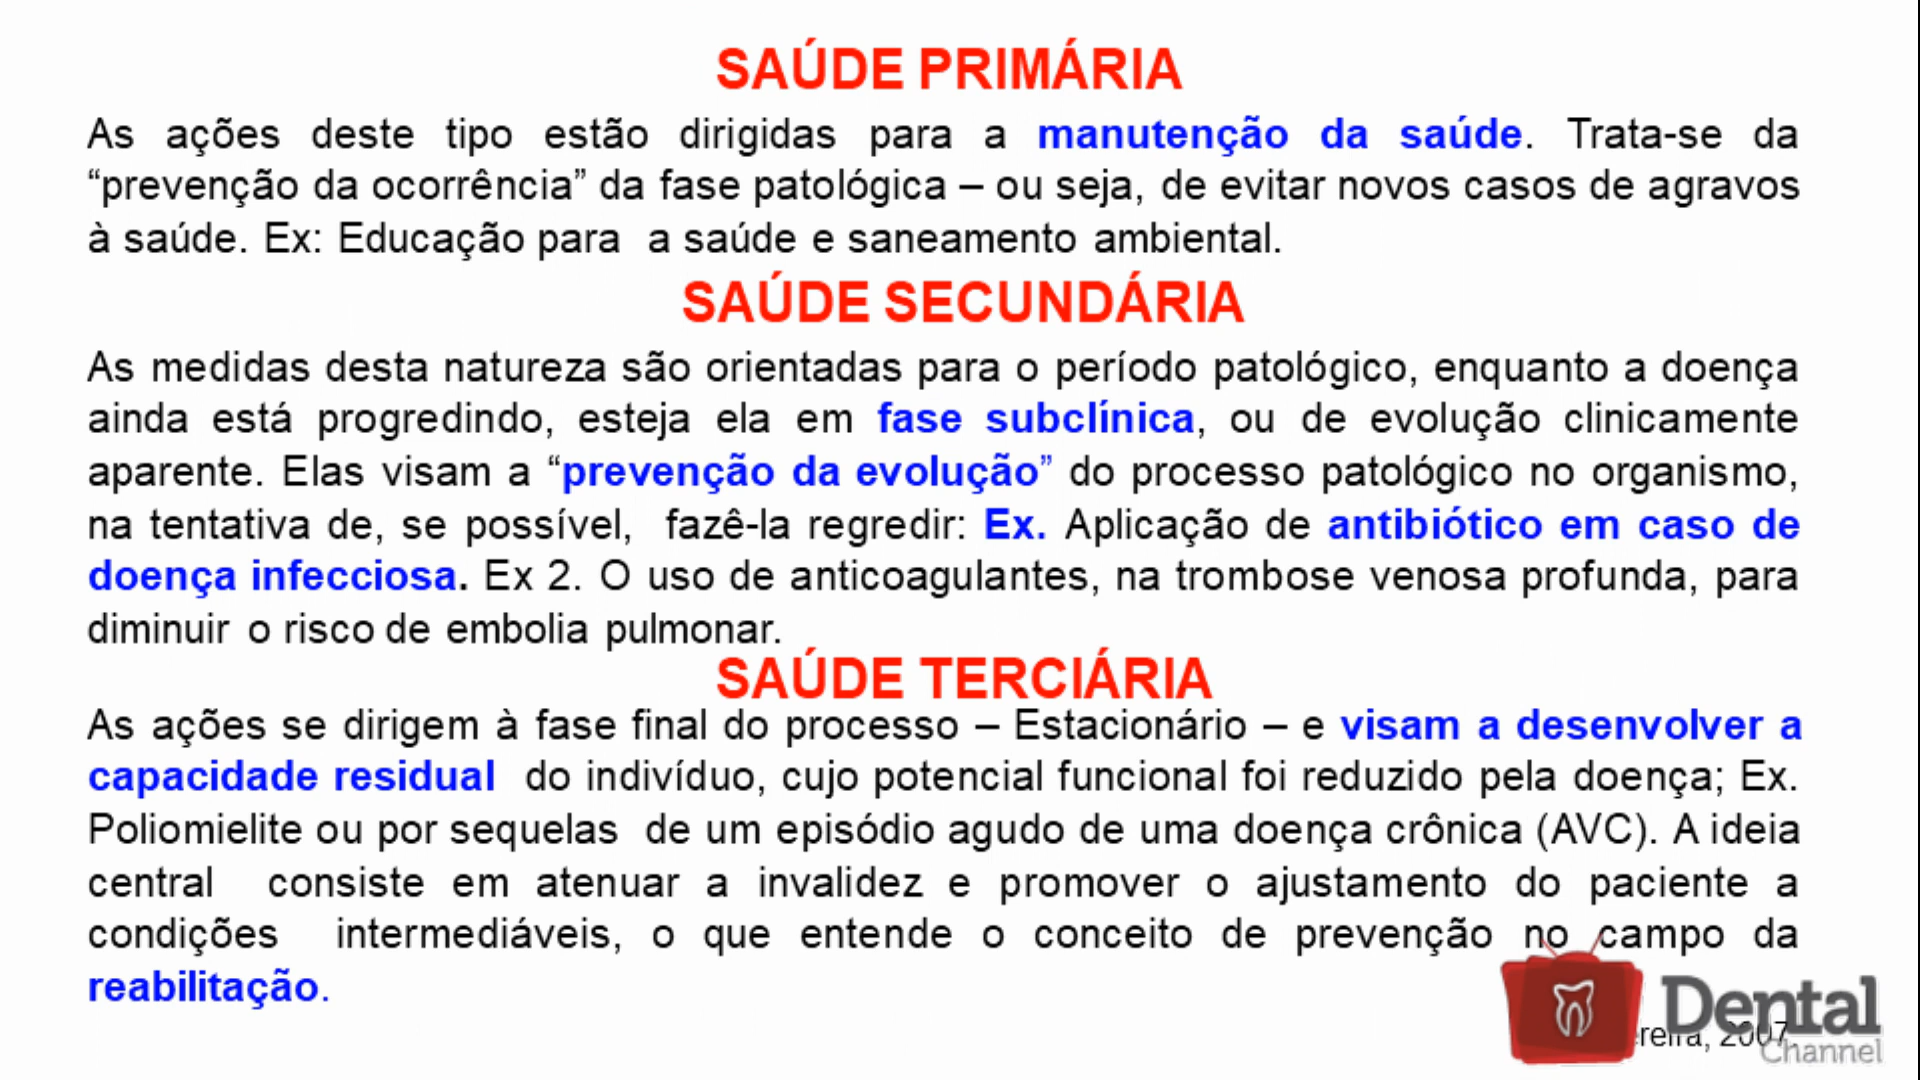 SAÚDE PRIMÁRIA
As ações deste tipo estão dirigidas para a manutenção da saúde. Trata-se da
“prevenção da ocorrência” da fase patológica – ou seja, de evitar novos casos de agravos
à saúde. Ex: Educação para a saúde e saneamento ambiental.
SAÚDE SECUNDÁRIA
As medidas desta natureza são orientadas para o período patológico, enquanto a doença
ainda está progredindo, esteja ela em fase subclínica, ou de evolução clinicamente
aparente. Elas visam a “prevenção da evolução” do processo patológico no organismo,
na tentativa de, se possível, fazê-la regredir: Ex. Aplicação de antibiótico em caso de
doença infecciosa. Ex 2. O uso de anticoagulantes, na trombose venosa profunda, para
diminuir o risco de embolia pulmonar.
SAÚDE TERCIÁRIA
As ações se dirigem à fase final do processo – Estacionário – e visam a desenvolver a
capacidade residual do indivíduo, cujo potencial funcional foi reduzido pela doença; Ex.
Poliomielite ou por sequelas de um episódio agudo de uma doença crônica (AVC). A ideia
central consiste em atenuar a invalidez e promover o ajustamento do paciente a
condições intermediáveis, o que entende o conceito de prevenção no campo da
reabilitação.
Dental
2007
Channel